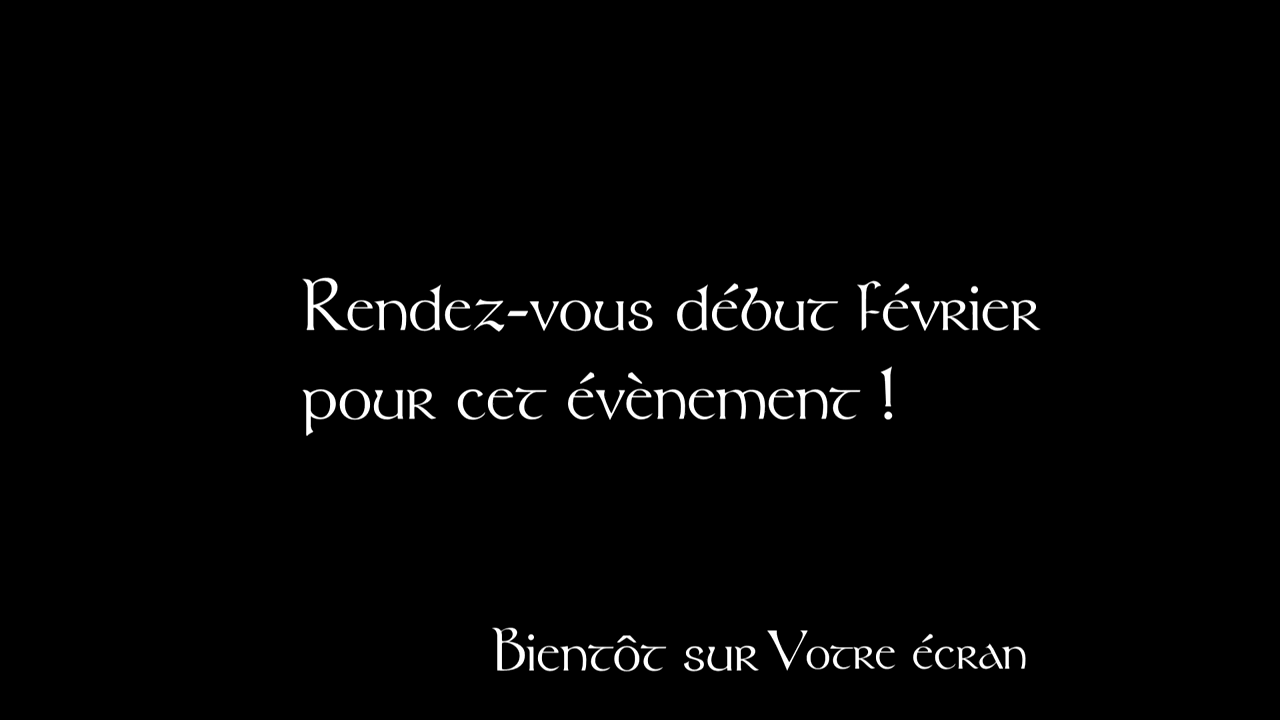 Rendez-vous début février
pour cet évènement !
Bientôt sur Votre écran